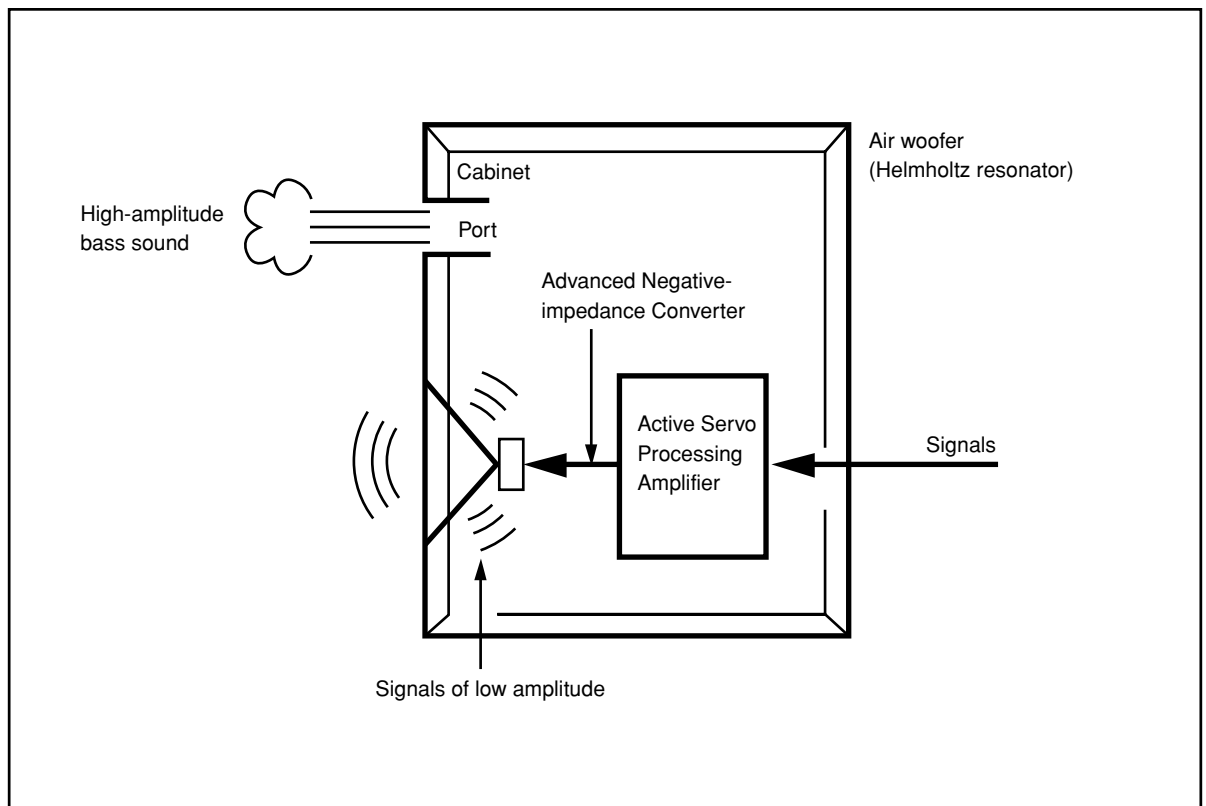 Air woofer
(Helmholtz resonator)
Cabinet
High-amplitude
bass sound
Port
Advanced Negative-
impedance Converter
Active Servo
Processing
Amplifier
Signals
Signals of low amplitude